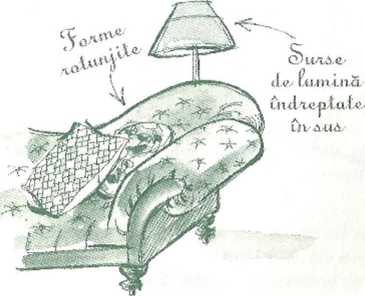 Forme
rotunjite
Surse
de lumină
îndreptate
în sus